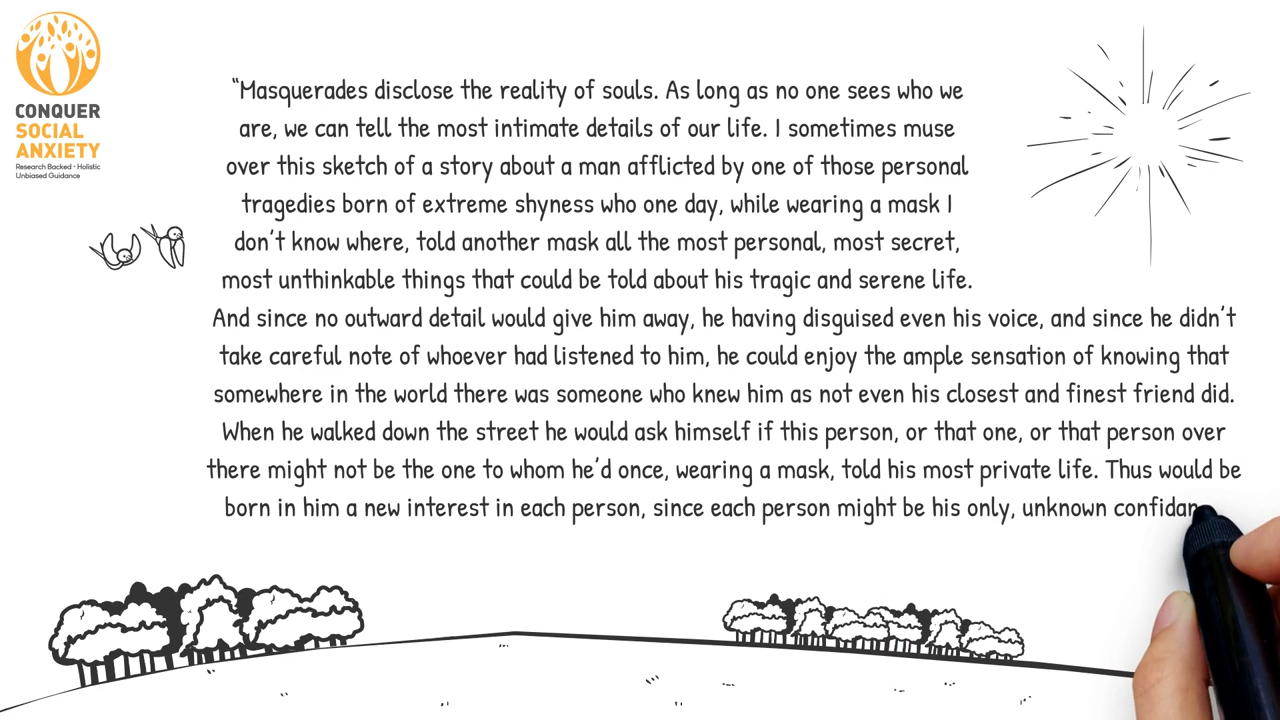 CONQUER
SOCIAL
ANXIETY
Research Backed • Holistic
Unbiased Guidance
“Masquerades disclose the reality of souls. As long as no one sees who we
are, we can tell the most intimate details of our life. I sometimes muse
over this sketch of a story about a man afflicted by one of those personal
tragedies born of extreme shyness who one day, while wearing a mask I
don’t know where, told another mask all the most personal, most secret,
most unthinkable things that could be told about his tragic and serene life.
And since no outward detail would give him away, he having disguised even his voice, and since he didn’t
take careful note of whoever had listened to him, he could enjoy the ample sensation of knowing that
somewhere in the world there was someone who knew him as not even his closest and finest friend did.
When he walked down the street he would ask himself if this person, or that one, or that person over
there might not be the one to whom he’d once, wearing a mask, told his most private life. Thus would be
born in him a new interest in each person, since each person might be his only, unknown confidan